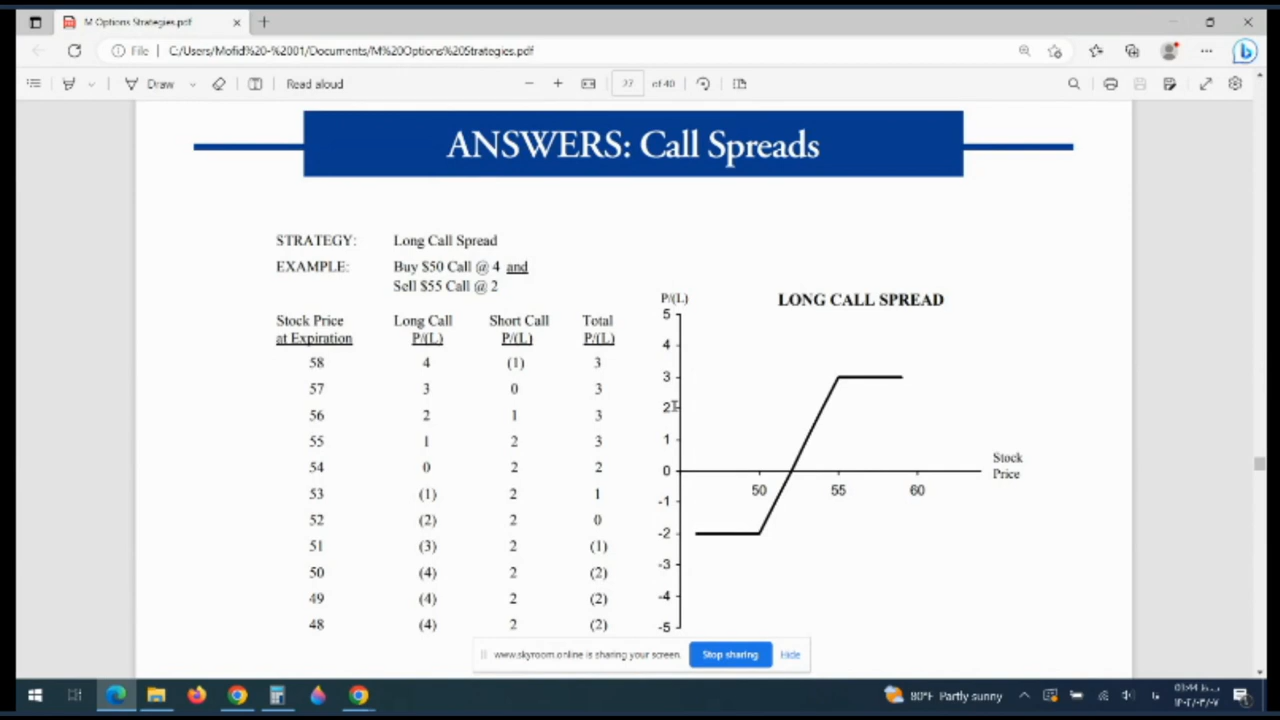 M Options Strategies.pdf
File | C:/Users/Mofid%20-%2001/Documents/M%20Options%20Strategies.pdf
Draw
Read aloud
27 of 40
ANSWERS: Call Spreads
STRATEGY: Long Call Spread
EXAMPLE: Buy $50 Call @ 4 and
Sell $55 Call @ 2
Stock Price Long Call Short Call Total
at Expiration P/(L) P/(L) P/(L)
58 4 (1) 3
57 3 0 3
56 2 1 3
55 1 2 3
54 0 2 2
53 (1) 2 1
52 (2) 2 0
51 (3) 2 (1)
50 (4) 2 (2)
49 (4) 2 (2)
48 (4) 2 (2)
P/(L)
LONG CALL SPREAD
5
4
3
2
1
0
-1
-2
-3
-4
-5
50 55 60
Stock
Price
www.skyroom.online is sharing your screen.
Stop sharing
Hide
80°F Partly sunny